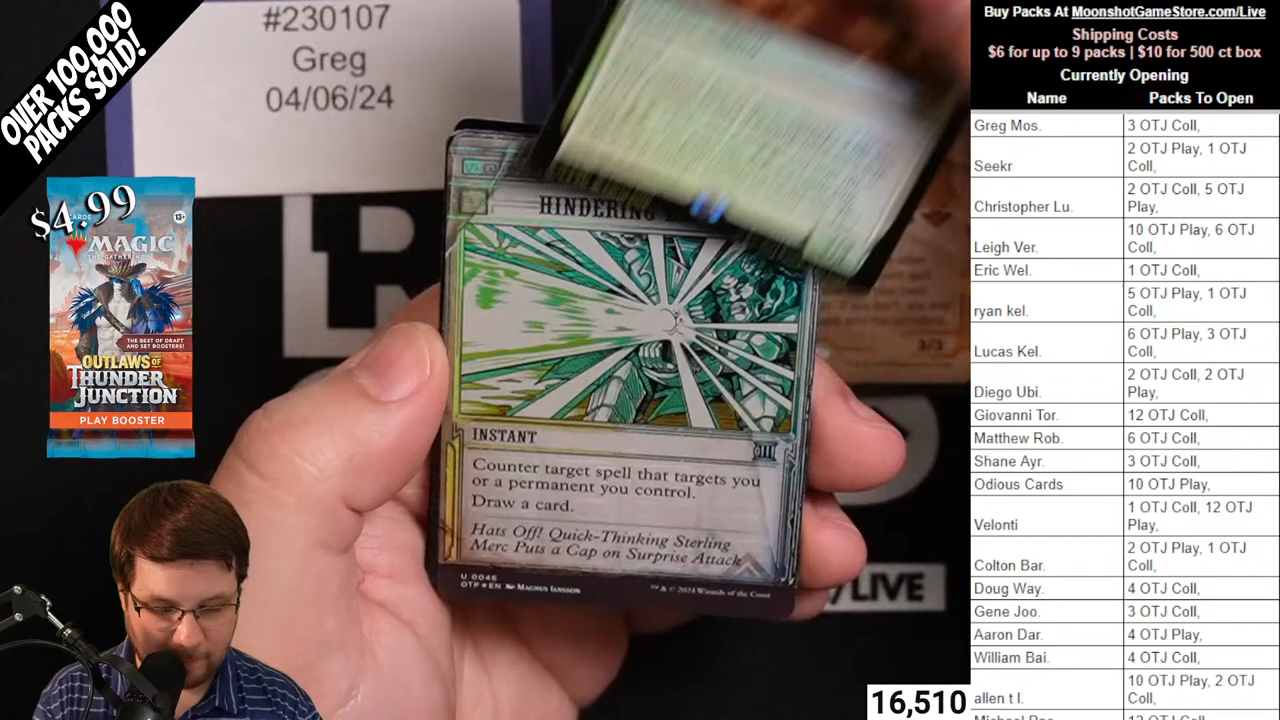 OVER 100,000
PACKS SOLD!
#230107
Greg
04/06/24
$4.99
13+
MAGIC
THE GATHERING
THE BEST OF DRAFT
AND SET BOOSTERS!
OUTLAWS OF
THUNDER
JUNCTION
PLAY BOOSTER
HINDERING
INSTANT
Counter target spell that targets you
or a permanent you control.
Draw a card.
Hats Off! Quick-Thinking Sterling
Merc Puts a Cap on Surprise Attack
U 0046
OTP ★ EN Magnus Jansson
™ & © 2024 Wizards of the Coast
3/3
/LIVE
16,510
Buy Packs At MoonshotGameStore.com/Live
Shipping Costs
$6 for up to 9 packs | $10 for 500 ct box
Currently Opening
Name Packs To Open
Greg Mos. 3 OTJ Coll,
Seekr 2 OTJ Play, 1 OTJ
Coll,
Christopher Lu. 2 OTJ Coll, 5 OTJ
Play,
Leigh Ver. 10 OTJ Play, 6 OTJ
Coll,
Eric Wel. 1 OTJ Coll,
ryan kel. 5 OTJ Play, 1 OTJ
Coll,
Lucas Kel. 6 OTJ Play, 3 OTJ
Coll,
Diego Ubi. 2 OTJ Coll, 2 OTJ
Play,
Giovanni Tor. 12 OTJ Coll,
Matthew Rob. 6 OTJ Coll,
Shane Ayr. 3 OTJ Coll,
Odious Cards 10 OTJ Play,
Velonti 1 OTJ Coll, 12 OTJ
Play,
Colton Bar. 2 OTJ Play, 1 OTJ
Coll,
Doug Way. 4 OTJ Coll,
Gene Joo. 3 OTJ Coll,
Aaron Dar. 4 OTJ Play,
William Bai. 4 OTJ Coll,
allen t l. 10 OTJ Play, 2 OTJ
Coll,